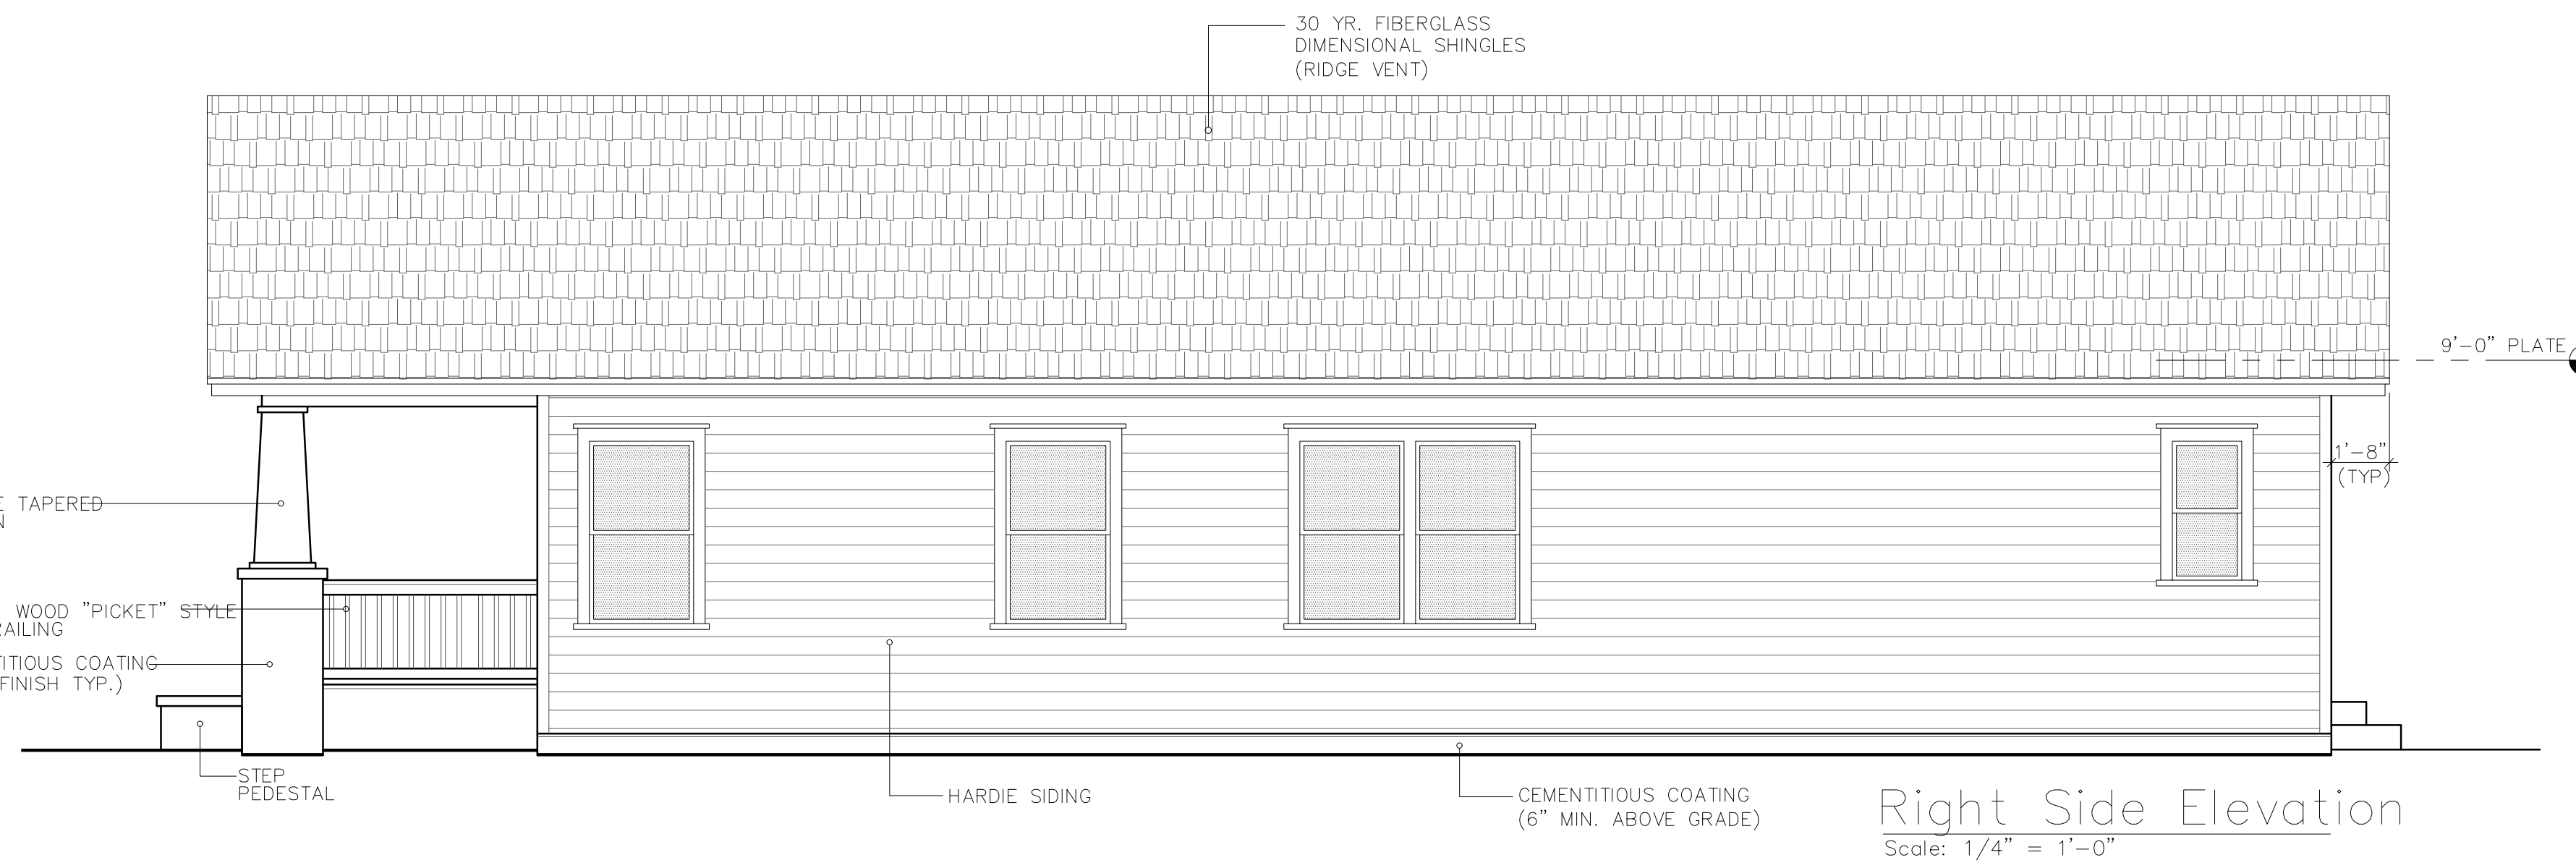 30 YR. FIBERGLASS
DIMENSIONAL SHINGLES
(RIDGE VENT)
9'-0" PLATE
1'-8"
(TYP)
TAPERED
WOOD "PICKET" STYLE
COATING
FINISH TYP.)
STEP
PEDESTAL
HARDIE SIDING
CEMENTITIOUS COATING
(6" MIN. ABOVE GRADE)
Right Side Elevation
Scale: 1/4" = 1'-0"